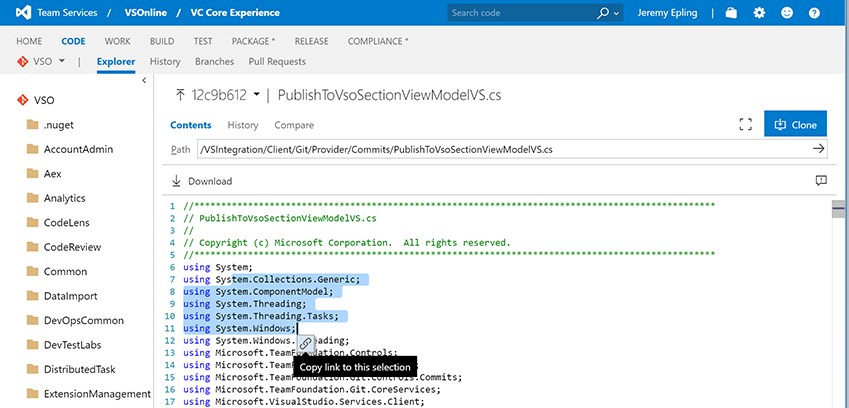 Team Services / VSOnline / VC Core Experience Search code Jeremy Epling
HOME CODE WORK BUILD TEST PACKAGE * RELEASE COMPLIANCE *
VSO | Explorer History Branches Pull Requests
VSO
.nuget
AccountAdmin
Aex
Analytics
CodeLens
CodeReview
Common
DataImport
DevOpsCommon
DevTestLabs
DistributedTask
ExtensionManagement
12c9b612 | PublishToVsoSectionViewModelVS.cs
Contents History Compare Clone
Path /VSIntegration/Client/Git/Provider/Commits/PublishToVsoSectionViewModelVS.cs
Download
1 //*************************************************************************************************
2 // PublishToVsoSectionViewModelVS.cs
3 //
4 // Copyright (c) Microsoft Corporation. All rights reserved.
5 //*************************************************************************************************
6 using System;
7 using System.Collections.Generic;
8 using System.ComponentModel;
9 using System.Threading;
10 using System.Threading.Tasks;
11 using System.Windows;
12 using System.Windows. eading;
13 using Microsoft.TeamFoundation.Controls;
Copy link to this selection
14 using Microsoft.TeamF
15 using Microsoft.TeamFoundation.Git.Controls.Commits;
16 using Microsoft.TeamFoundation.Git.CoreServices;
17 using Microsoft.VisualStudio.Services.Client;